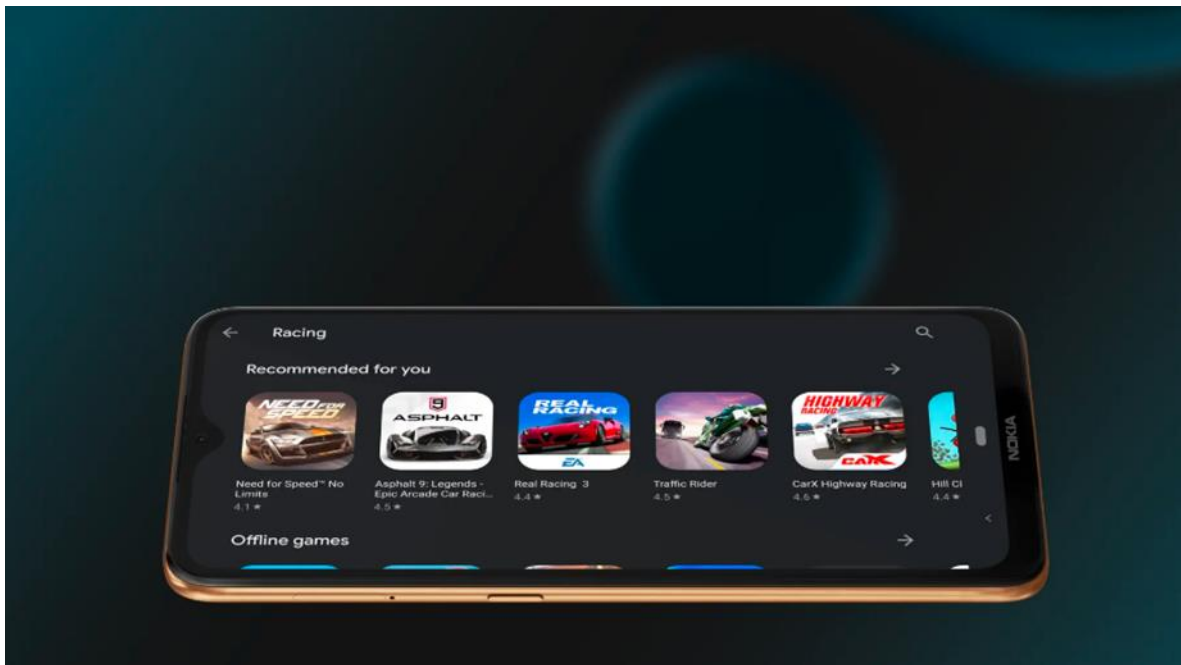 Racing
Recommended for you
NEED FOR
SPEED
9
ASPHALT
REAL
RACING
EA
HIGHWAY
RACING
CARX
Need for Speed™ No
Limits
4.1 ★
Asphalt 9: Legends -
Epic Arcade Car Raci...
4.5 ★
Real Racing 3
4.4 ★
Traffic Rider
4.5 ★
CarX Highway Racing
4.6 ★
Hill Cl
4.4 ★
NOKIA
Offline games